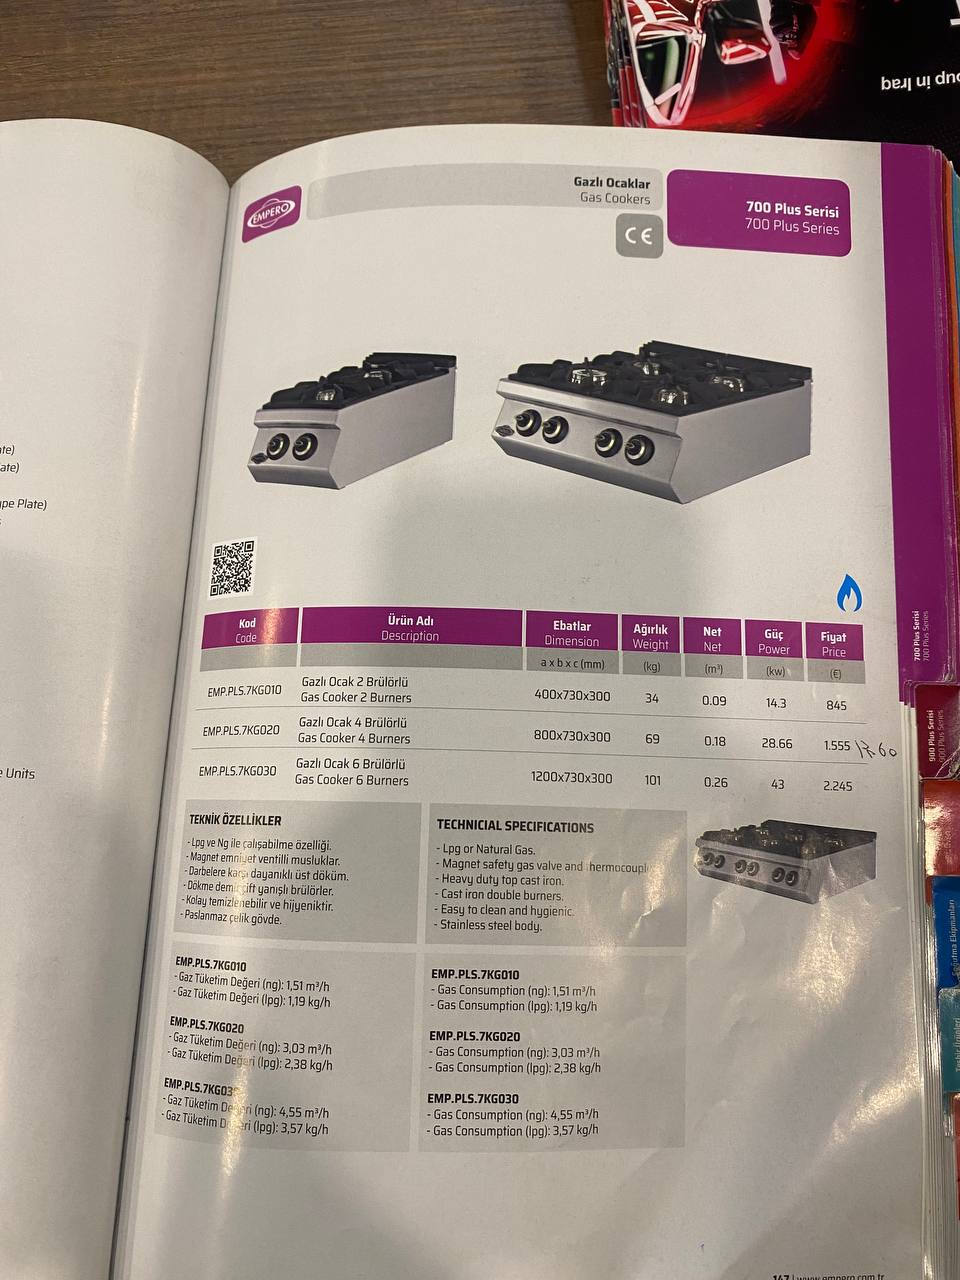 oup in Iraq
ate)
ate)
ype Plate)
e Units
EMPERO
Gazlı Ocaklar
Gas Cookers
CE
700 Plus Serisi
700 Plus Series
Kod
Code
Ürün Adı
Description
Ebatlar
Dimension
Ağırlık
Weight
Net
Net
Güç
Power
Fiyat
Price
a x b x c (mm)
(kg)
(m³)
(kw)
(€)
EMP.PLS.7KG010
Gazlı Ocak 2 Brülörlü
Gas Cooker 2 Burners
400x730x300 34 0.09 14.3 845
EMP.PLS.7KG020
Gazlı Ocak 4 Brülörlü
Gas Cooker 4 Burners
800x730x300 69 0.18 28.66 1.555
EMP.PLS.7KG030
Gazlı Ocak 6 Brülörlü
Gas Cooker 6 Burners
1200x730x300 101 0.26 43 2.245
TEKNİK ÖZELLİKLER
- Lpg ve Ng ile çalışabilme özelliği.
- Magnet emniyet ventilli musluklar.
- Darbelere karşı dayanıklı üst döküm.
- Dökme demir çift yanışlı brülörler.
- Kolay temizlenebilir ve hijyeniktir.
- Paslanmaz çelik gövde.
TECHNICIAL SPECIFICATIONS
- Lpg or Natural Gas.
- Magnet safety gas valve and thermocouple
- Heavy duty top cast iron.
- Cast iron double burners.
- Easy to clean and hygienic.
- Stainless steel body.
EMP.PLS.7KG010
- Gaz Tüketim Değeri (ng): 1,51 m³/h
- Gaz Tüketim Değeri (lpg): 1,19 kg/h
EMP.PLS.7KG020
- Gaz Tüketim Değeri (ng): 3,03 m³/h
- Gaz Tüketim Değeri (lpg): 2,38 kg/h
EMP.PLS.7KG030
- Gaz Tüketim Değeri (ng): 4,55 m³/h
- Gaz Tüketim Değeri (lpg): 3,57 kg/h
EMP.PLS.7KG010
- Gas Consumption (ng): 1,51 m³/h
- Gas Consumption (lpg): 1,19 kg/h
EMP.PLS.7KG020
- Gas Consumption (ng): 3,03 m³/h
- Gas Consumption (lpg): 2,38 kg/h
EMP.PLS.7KG030
- Gas Consumption (ng): 4,55 m³/h
- Gas Consumption (lpg): 3,57 kg/h
700 Plus Serisi
700 Plus Series
900 Plus Serisi
900 Plus Series
Soğutma Ekipmanları
147 | www.empero.com.tr